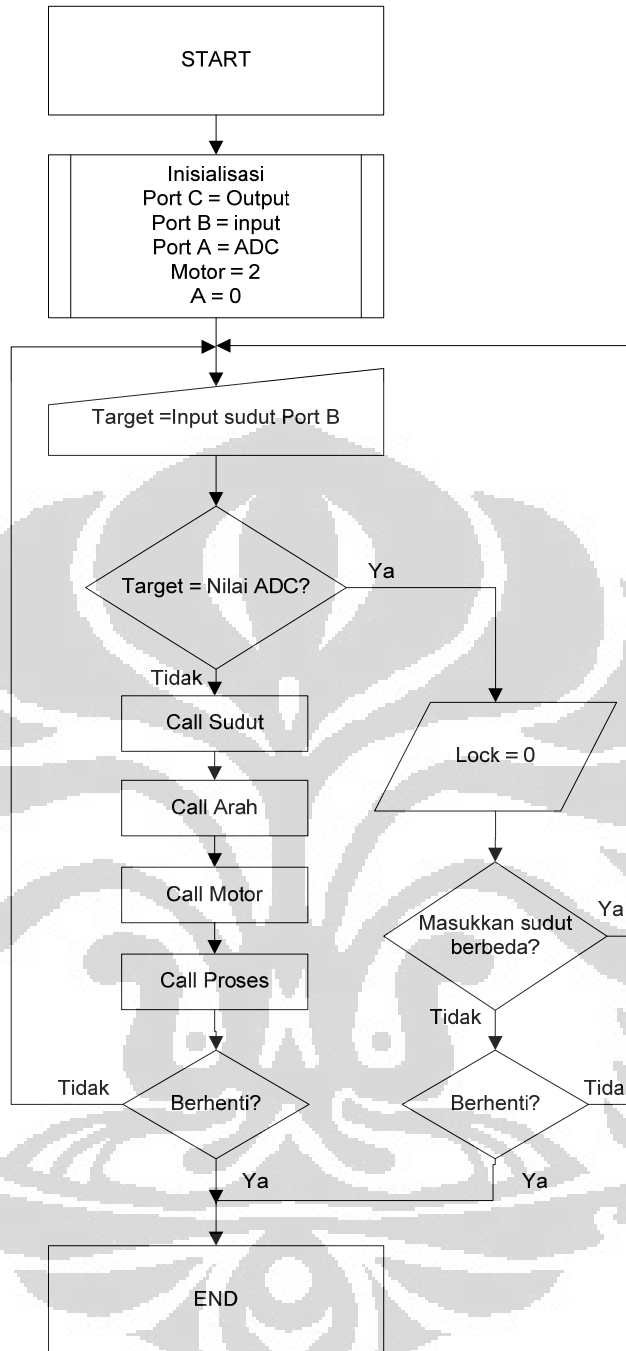 START
Inisialisasi
Port C = Output
Port B = input
Port A = ADC
Motor = 2
A = 0
Target =Input sudut Port B
Target = Nilai ADC?
Ya
Tidak
Call Sudut
Lock = 0
Call Arah
Call Motor
Masukkan sudut
berbeda?
Ya
Call Proses
Tidak
Tidak
Berhenti?
Berhenti?
Ya
Ya
END